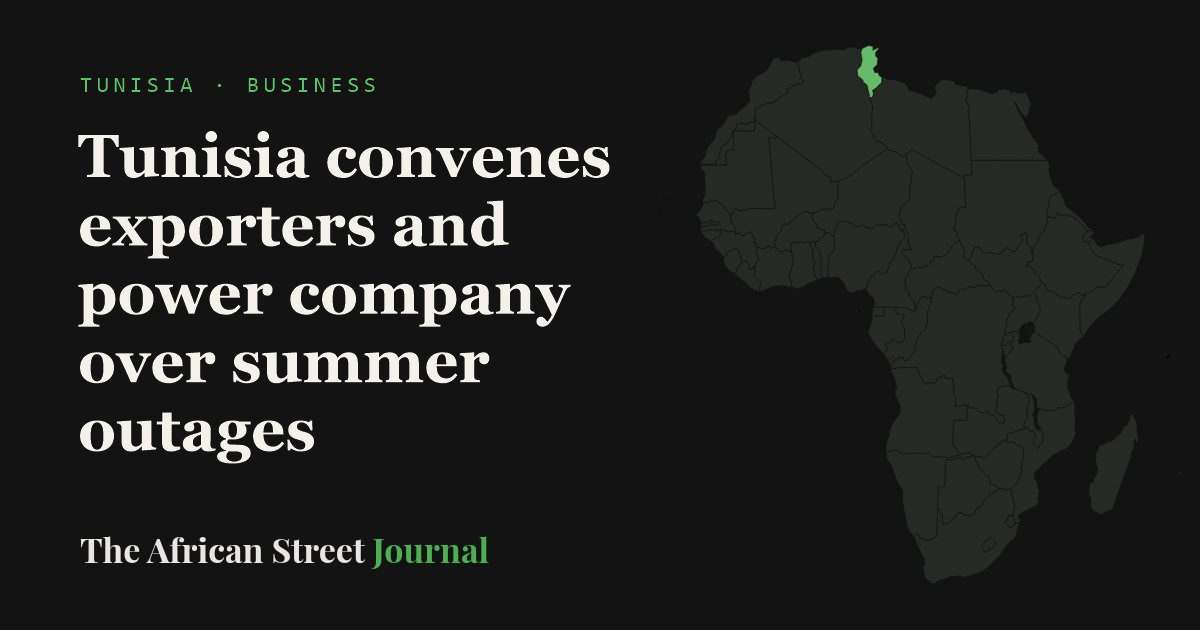 TUNISIA · BUSINESS
Tunisia convenes
exporters and
power company
over summer
outages
The African Street Journal